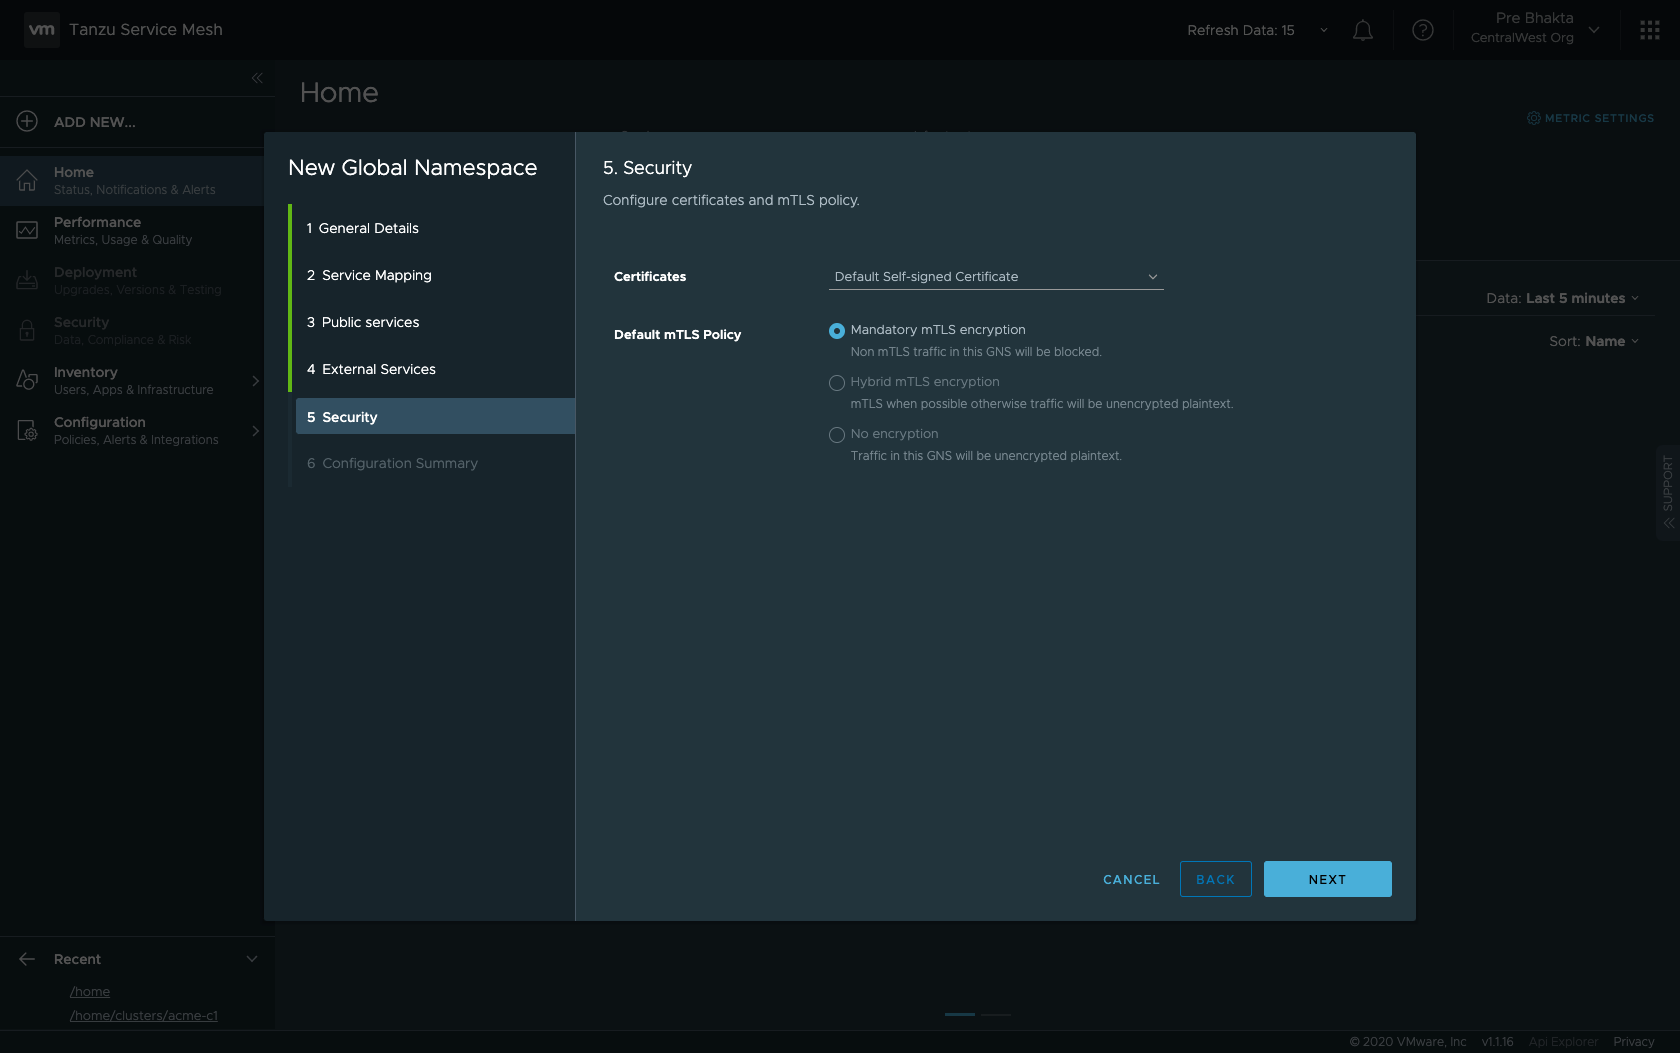 vm Tanzu Service Mesh
Refresh Data: 15
Pre Bhakta
CentralWest Org
ADD NEW...
Home
Status, Notifications & Alerts
Performance
Metrics, Usage & Quality
Deployment
Upgrades, Versions & Testing
Security
Data, Compliance & Risk
Inventory
Users, Apps & Infrastructure
Configuration
Policies, Alerts & Integrations
Recent
/home
/home/clusters/acme-c1
Home
METRIC SETTINGS
Data: Last 5 minutes
Sort: Name
New Global Namespace
1 General Details
2 Service Mapping
3 Public services
4 External Services
5 Security
6 Configuration Summary
5. Security
Configure certificates and mTLS policy.
Certificates
Default Self-signed Certificate
Default mTLS Policy
Mandatory mTLS encryption
Non mTLS traffic in this GNS will be blocked.
Hybrid mTLS encryption
mTLS when possible otherwise traffic will be unencrypted plaintext.
No encryption
Traffic in this GNS will be unencrypted plaintext.
CANCEL
BACK
NEXT
SUPPORT
© 2020 VMware, Inc v1.1.16 Api Explorer Privacy